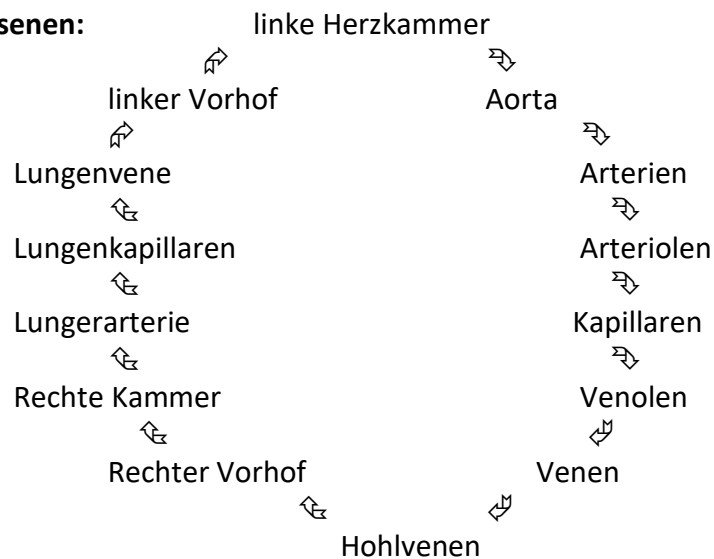 senen: linke Herzkammer
linker Vorhof Aorta
Lungenvene Arterien
Lungenkapillaren Arteriolen
Lungerarterie Kapillaren
Rechte Kammer Venolen
Rechter Vorhof Venen
Hohlvenen